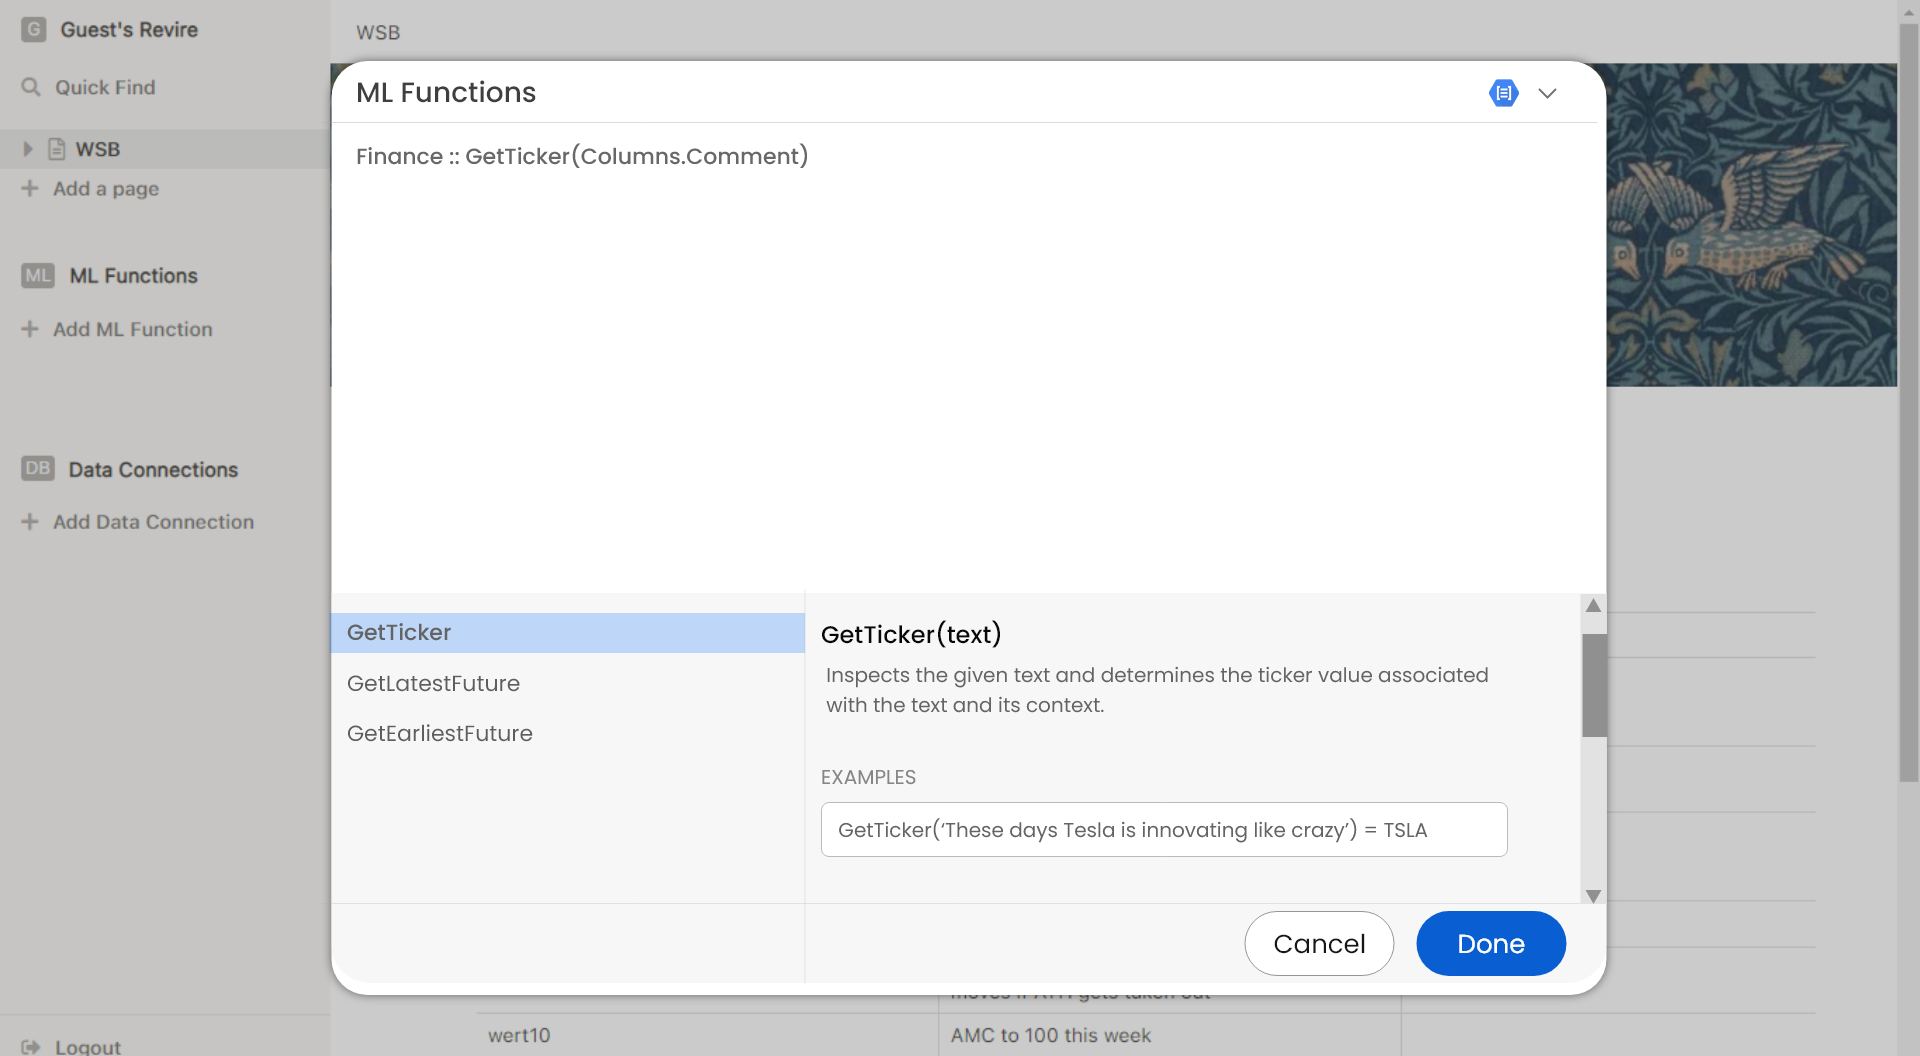 G Guest's Revire
Quick Find
WSB
Add a page
ML ML Functions
Add ML Function
DB Data Connections
Add Data Connection
Logout
WSB
ML Functions
Finance :: GetTicker(Columns.Comment)
GetTicker
GetLatestFuture
GetEarliestFuture
GetTicker(text)
Inspects the given text and determines the ticker value associated
with the text and its context.
EXAMPLES
GetTicker(‘These days Tesla is innovating like crazy’) = TSLA
Cancel
Done
wert10
AMC to 100 this week